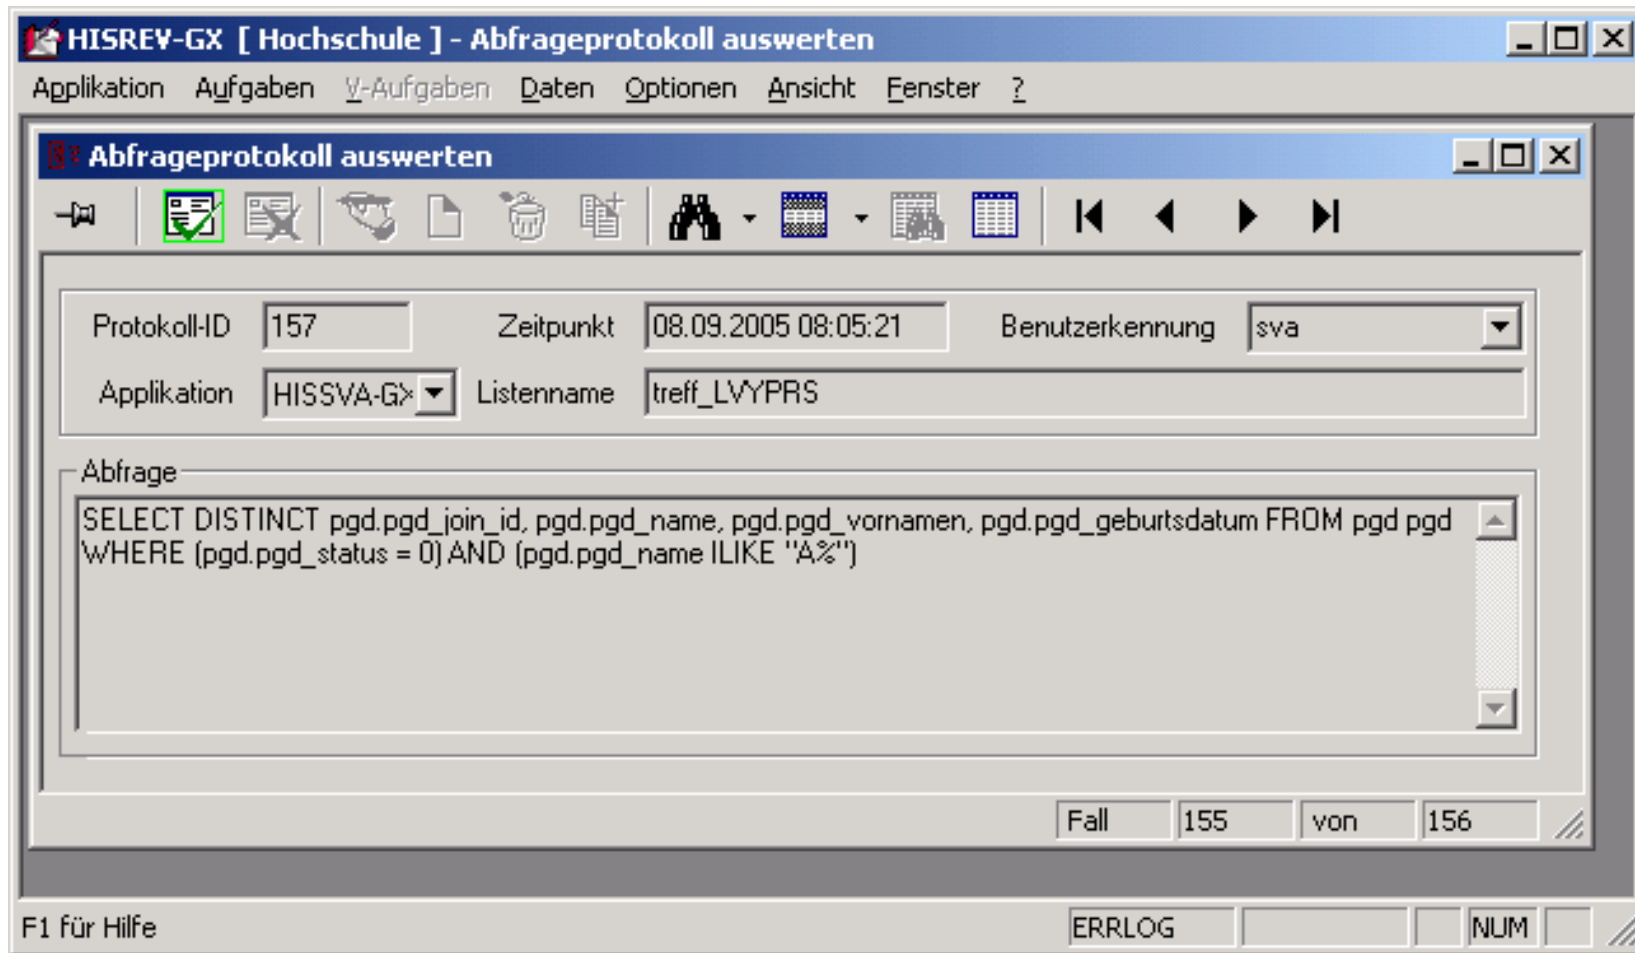 HISREV-GX [ Hochschule ] - Abfrageprotokoll auswerten
Applikation Aufgaben V-Aufgaben Daten Optionen Ansicht Fenster ?
Abfrageprotokoll auswerten
Protokoll-ID 157 Zeitpunkt 08.09.2005 08:05:21 Benutzerkennung sva
Applikation HISSVA-GX Listenname treff_LVYPRS
Abfrage
SELECT DISTINCT pgd.pgd_join_id, pgd.pgd_name, pgd.pgd_vornamen, pgd.pgd_geburtsdatum FROM pgd pgd
WHERE (pgd.pgd_status = 0) AND (pgd.pgd_name ILIKE "A%")
Fall 155 von 156
F1 für Hilfe ERRLOG NUM